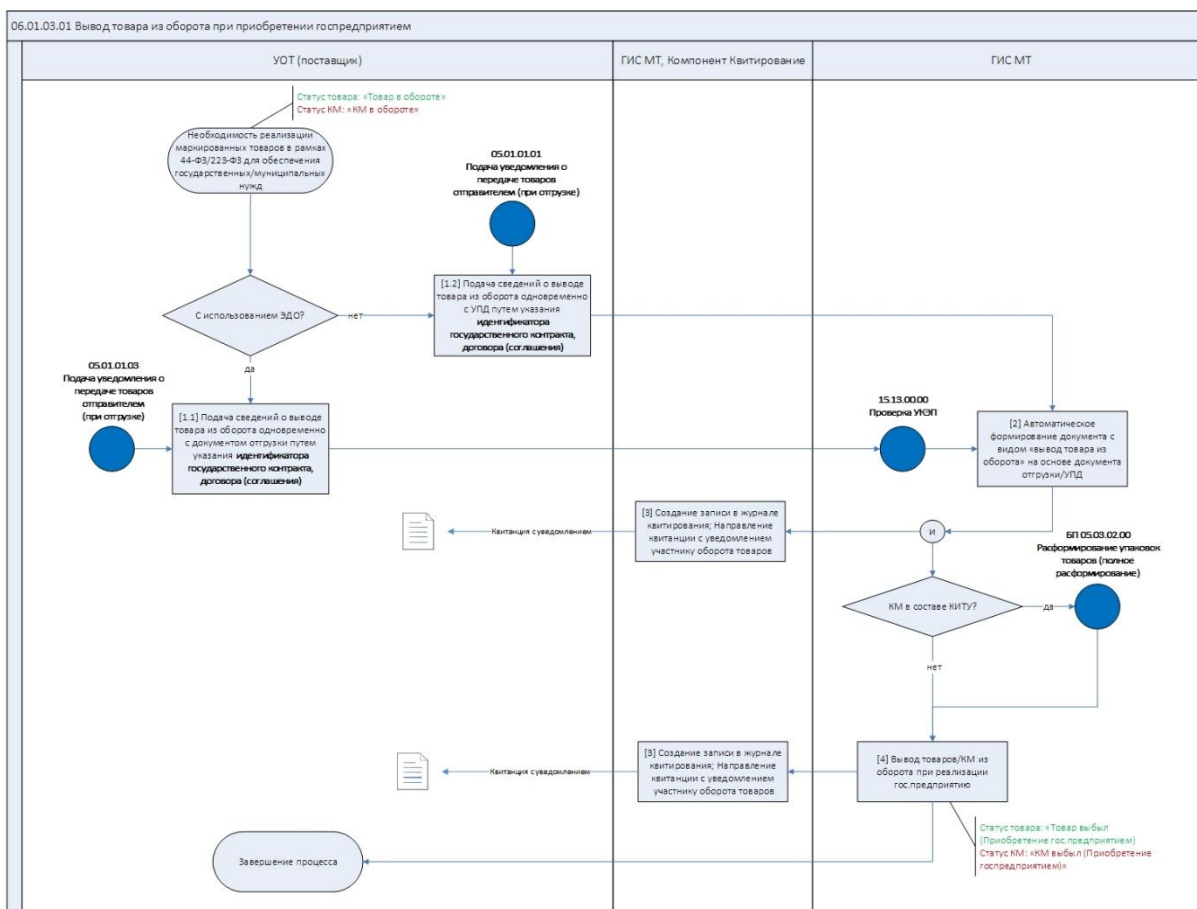 06.01.03.01 Вывод товара из оборота при приобретении госпредприятием
УОТ (поставщик)
ГИС МТ, Компонент Квитирование
ГИС МТ
Статус товара: «Товар в обороте»
Статус КМ: «КМ в обороте»
Необходимость реализации
маркированных товаров в рамках
44-ФЗ/223-ФЗ для обеспечения
государственных/муниципальных
нужд
05.01.01.01
Подача уведомления о
передаче товаров
отправителем (при отгрузке)
С использованием ЭДО?
нет
[1.2] Подача сведений о выводе
товара из оборота одновременно
с УПД путем указания
идентификатора
государственного контракта,
договора (соглашения)
да
05.01.01.03
Подача уведомления о
передаче товаров
отправителем
(при отгрузке)
[1.1] Подача сведений о выводе
товара из оборота одновременно
с документом отгрузки путем
указания идентификатора
государственного контракта,
договора (соглашения)
15.13.00.00
Проверка УКЭП
[2] Автоматическое
формирование документа с
видом «вывод товара из
оборота» на основе документа
отгрузки/УПД
Квитанция с уведомлением
[3] Создание записи в журнале
квитирования; Направление
квитанции с уведомлением
участнику оборота товаров
и
БП 05.03.02.00
Расформирование упаковок
товаров (полное
расформирование)
КМ в составе КИТУ?
да
нет
Квитанция с уведомлением
[3] Создание записи в журнале
квитирования; Направление
квитанции с уведомлением
участнику оборота товаров
[4] Вывод товаров/КМ из
оборота при реализации
гос.предприятию
Статус товара: «Товар выбыл
(Приобретение гос.предприятием)
Статус КМ: «КМ выбыл (Приобретение
госпредприятием)»
Завершение процесса